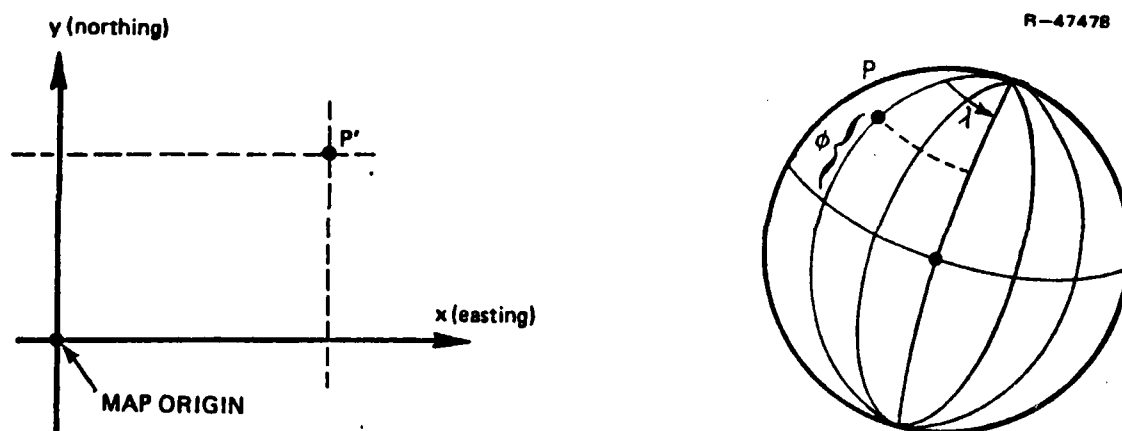 R-47478
y (northing)
P'
x (easting)
MAP ORIGIN
P
λ
ϕ